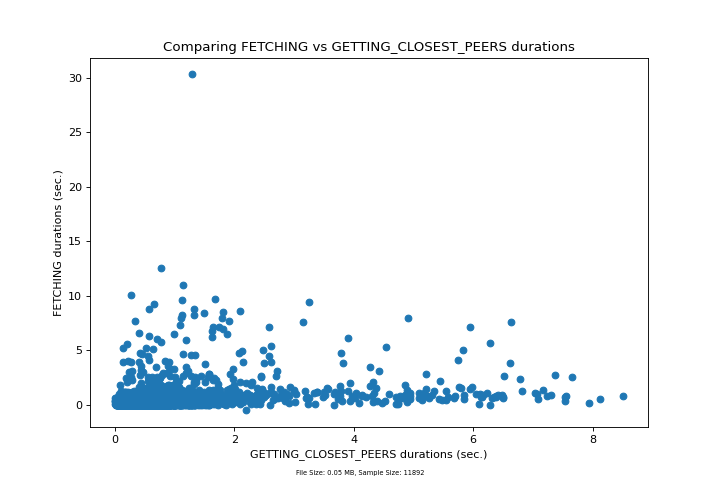 Comparing FETCHING vs GETTING_CLOSEST_PEERS durations
30
25
20
15
10
5
0
FETCHING durations (sec.)
0 2 4 6 8
GETTING_CLOSEST_PEERS durations (sec.)
File Size: 0.05 MB, Sample Size: 11892